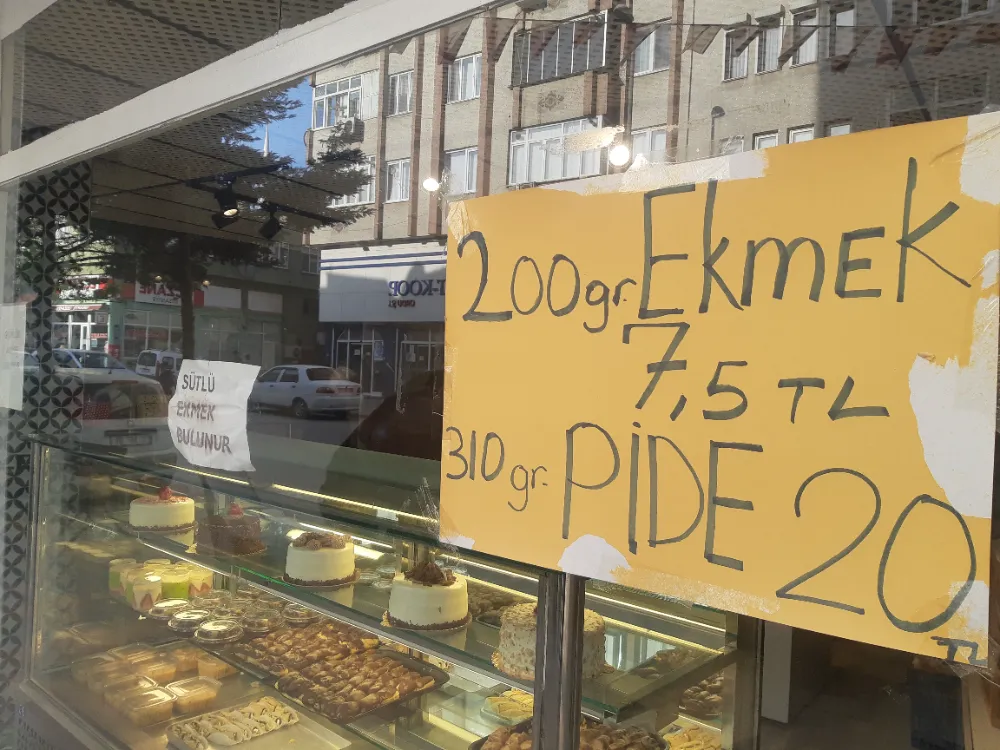 200gr. Ekmek
7,5 TL
310 gr. PİDE 20
TL
SÜTLÜ
EKMEK
BULUNUR